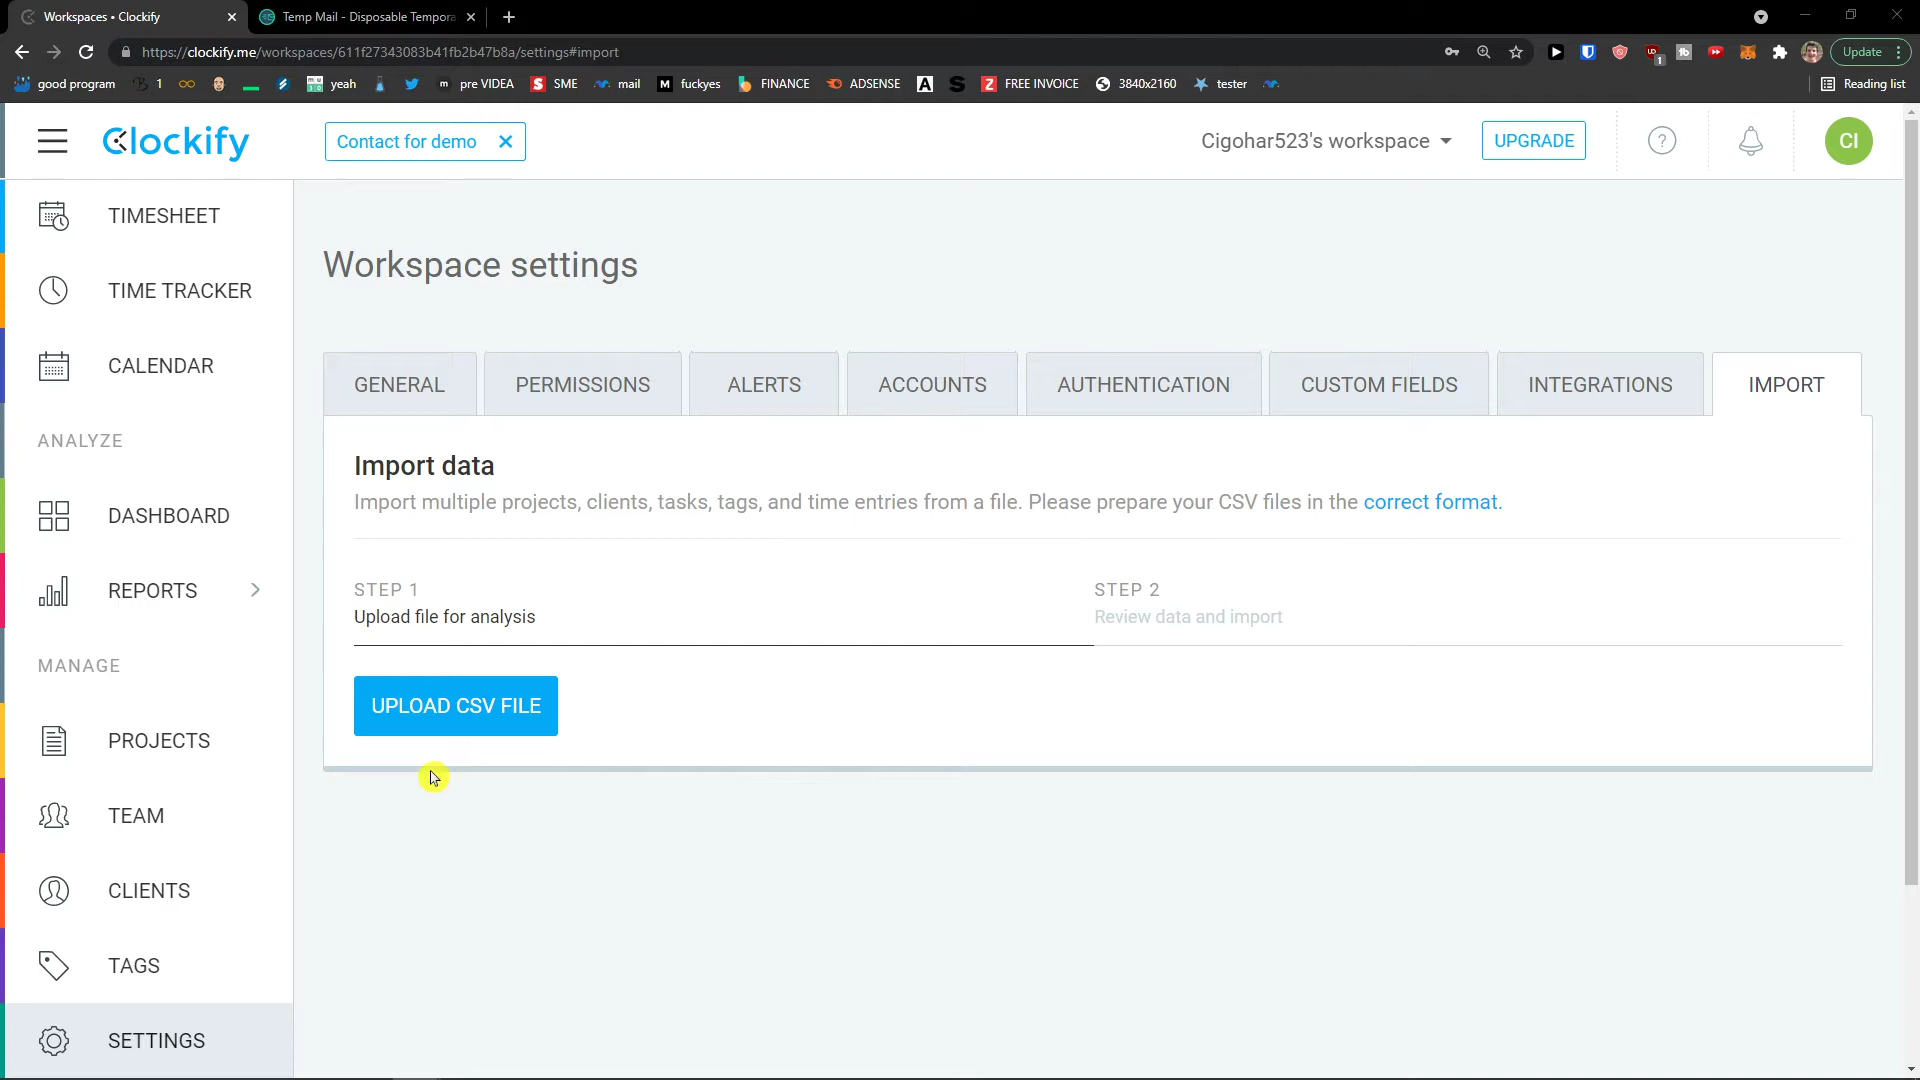 Workspaces • Clockify
Temp Mail - Disposable Tempora
https://clockify.me/workspaces/611f27343083b41fb2b47b8a/settings#import
1
Update
good program
1
yeah
m
pre VIDEA
S
SME
mail
M
fuckyes
FINANCE
ADSENSE
A
S
Z
FREE INVOICE
3840x2160
tester
Reading list
Clockify
Contact for demo
Cigohar523's workspace
UPGRADE
?
CI
TIMESHEET
TIME TRACKER
CALENDAR
ANALYZE
DASHBOARD
REPORTS
MANAGE
PROJECTS
TEAM
CLIENTS
TAGS
SETTINGS
Workspace settings
GENERAL
PERMISSIONS
ALERTS
ACCOUNTS
AUTHENTICATION
CUSTOM FIELDS
INTEGRATIONS
IMPORT
Import data
Import multiple projects, clients, tasks, tags, and time entries from a file. Please prepare your CSV files in the correct format.
STEP 1
Upload file for analysis
STEP 2
Review data and import
UPLOAD CSV FILE